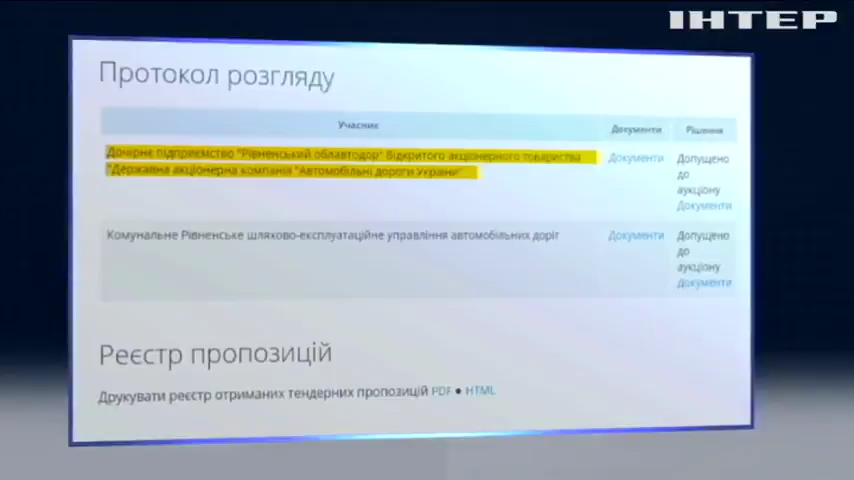 ІНТЕР
Протокол розгляду
Учасник Документи Рішення
Дочірнє підприємство "Рівненський облавтодор" Відкритого акціонерного товариства
"Державна акціонерна компанія "Автомобільні дороги України"
Документи
Допущено
до
аукціону
Документи
Комунальне Рівненське шляхово-експлуатаційне управління автомобільних доріг
Документи
Допущено
до
аукціону
Документи
Реєстр пропозицій
Друкувати реєстр отриманих тендерних пропозицій PDF ● HTML